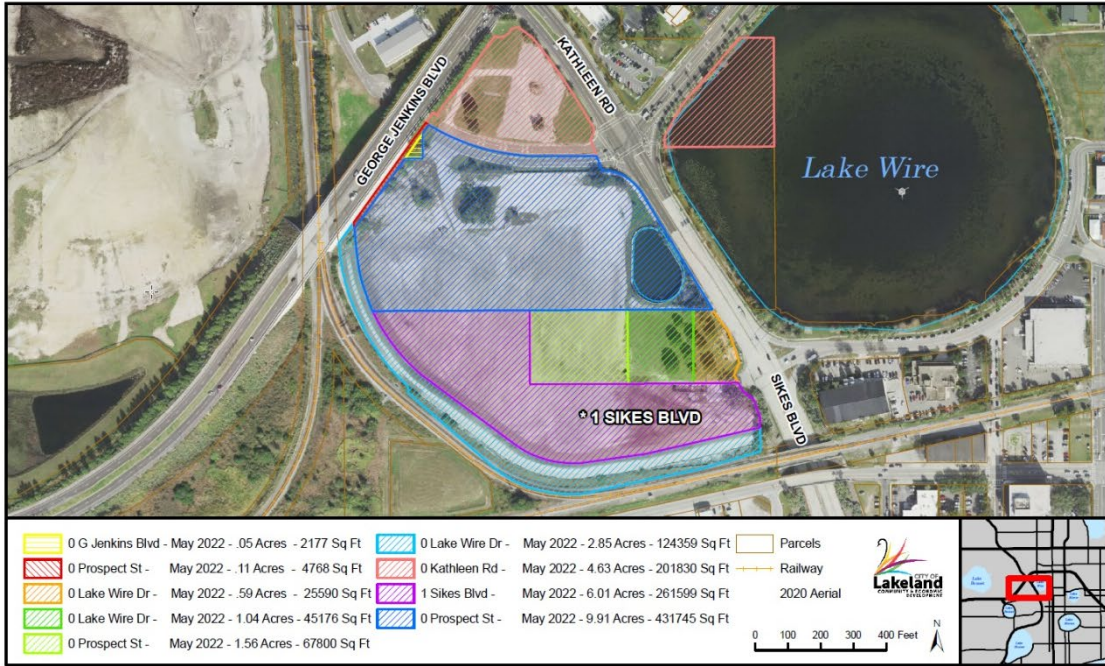 GEORGE JENKINS BLVD
KATHLEEN RD
Lake Wire
* 1 SIKES BLVD
SIKES BLVD
0 G Jenkins Blvd - May 2022 - .05 Acres - 2177 Sq Ft
0 Prospect St - May 2022 - .11 Acres - 4768 Sq Ft
0 Lake Wire Dr - May 2022 - .59 Acres - 25590 Sq Ft
0 Lake Wire Dr - May 2022 - 1.04 Acres - 45176 Sq Ft
0 Prospect St - May 2022 - 1.56 Acres - 67800 Sq Ft
0 Lake Wire Dr - May 2022 - 2.85 Acres - 124359 Sq Ft
0 Kathleen Rd - May 2022 - 4.63 Acres - 201830 Sq Ft
1 Sikes Blvd - May 2022 - 6.01 Acres - 261599 Sq Ft
0 Prospect St - May 2022 - 9.91 Acres - 431745 Sq Ft
Parcels
Railway
2020 Aerial
CITY OF
Lakeland
COMMUNITY & ECONOMIC
DEVELOPMENT
0 100 200 300 400 Feet
N